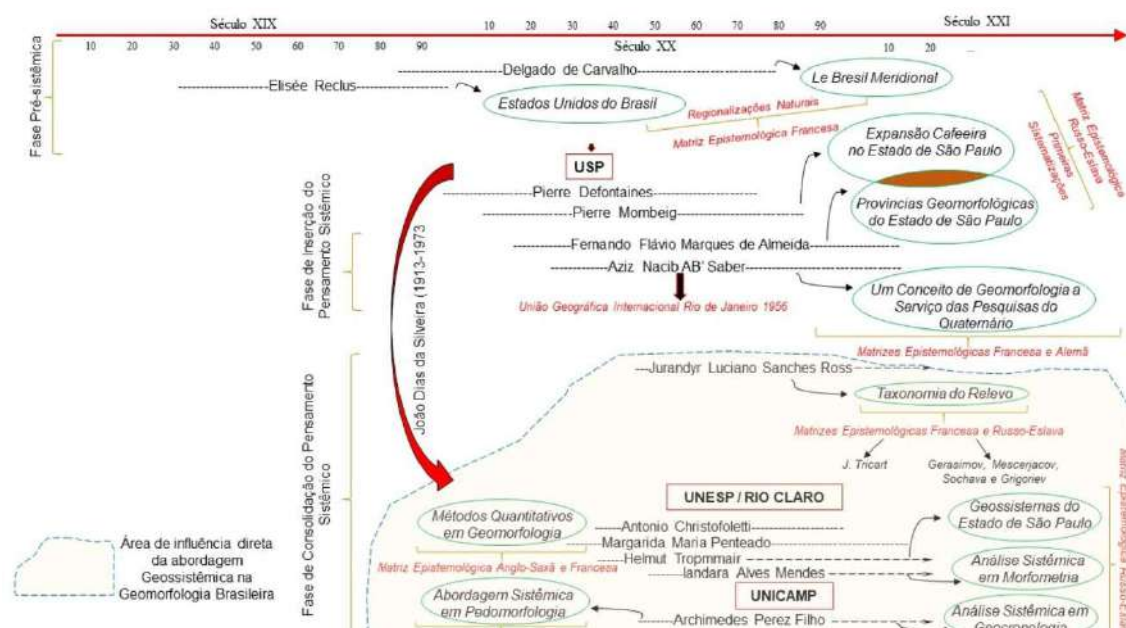 Século XIX
Século XXI
10 20 30 40 50 60 70 80 90 10 20 30 40 50 60 70 80 90 10 20 ...
Século XX
Fase Pré-sistêmica
Delgado de Carvalho
Le Bresil Meridional
Elisée Reclus
Estados Unidos do Brasil
Regionalizações Naturais
Matriz Epistemológica Francesa
Matriz Epistemológica
Russo-Eslava
Primeiras
Sistematizações
Expansão Cafeeira
no Estado de São Paulo
USP
Pierre Defontaines
Pierre Mombeig
Províncias Geomorfológicas
do Estado de São Paulo
Fase de Inserção do
Pensamento Sistêmico
João Dias da Silveira (1913-1973)
Fernando Flávio Marques de Almeida
Aziz Nacib AB' Saber
União Geográfica Internacional Rio de Janeiro 1956
Um Conceito de Geomorfologia a
Serviço das Pesquisas do
Quaternário
Matrizes Epistemológicas Francesa e Alemã
Jurandyr Luciano Sanches Ross
Taxonomia do Relevo
Matrizes Epistemológicas Francesa e Russo-Eslava
J. Tricart
Gerasimov, Mescerjacov,
Sochava e Grigoriev
Fase de Consolidação do Pensamento
Sistêmico
UNESP / RIO CLARO
Métodos Quantitativos
em Geomorfologia
Antonio Christofoletti
Margarida Maria Penteado
Helmut Tropmmair
Iandara Alves Mendes
Geossistemas do
Estado de São Paulo
Análise Sistêmica
em Morfometria
Matriz Epistemológica Anglo-Saxã e Francesa
UNICAMP
Abordagem Sistêmica
em Pedomorfologia
Archimedes Perez Filho
Análise Sistêmica em
Área de influência direta
da abordagem
Geossistêmica na
Geomorfologia Brasileira